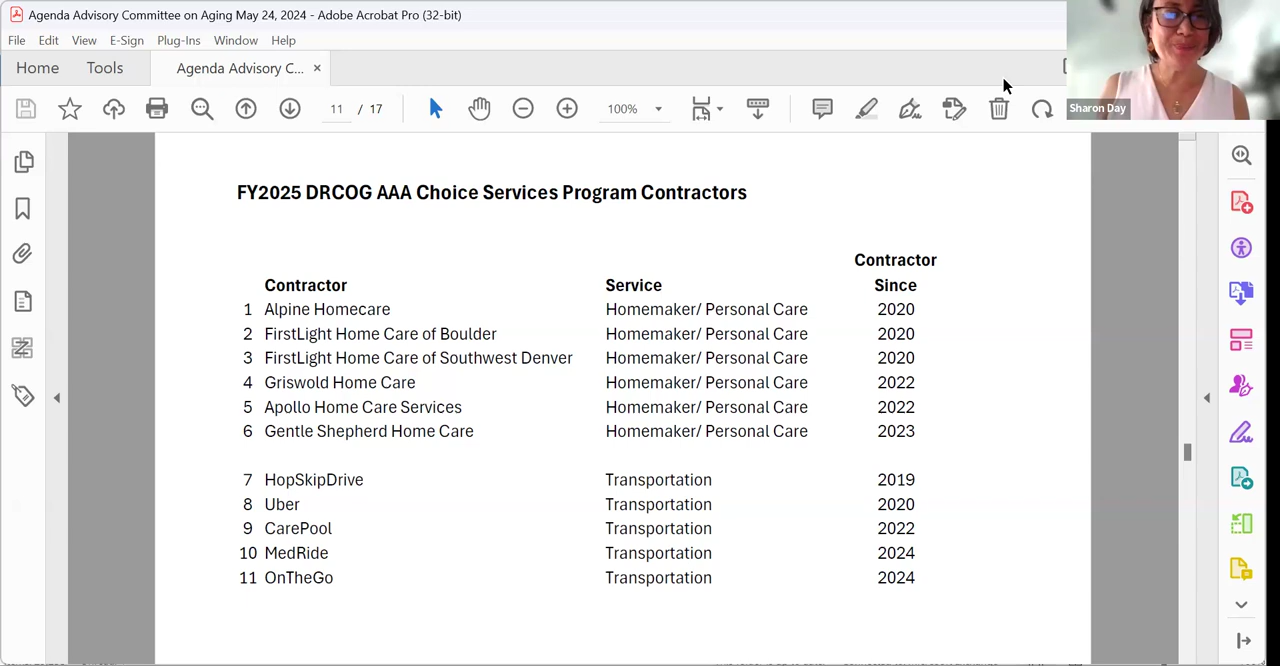 Agenda Advisory Committee on Aging May 24, 2024 - Adobe Acrobat Pro (32-bit)
File Edit View E-Sign Plug-Ins Window Help
Home Tools Agenda Advisory C... ×
11 / 17 100%
Sharon Day
FY2025 DRCOG AAA Choice Services Program Contractors
Contractor
Contractor Service Since
1 Alpine Homecare Homemaker/ Personal Care 2020
2 FirstLight Home Care of Boulder Homemaker/ Personal Care 2020
3 FirstLight Home Care of Southwest Denver Homemaker/ Personal Care 2020
4 Griswold Home Care Homemaker/ Personal Care 2022
5 Apollo Home Care Services Homemaker/ Personal Care 2022
6 Gentle Shepherd Home Care Homemaker/ Personal Care 2023
7 HopSkipDrive Transportation 2019
8 Uber Transportation 2020
9 CarePool Transportation 2022
10 MedRide Transportation 2024
11 OnTheGo Transportation 2024